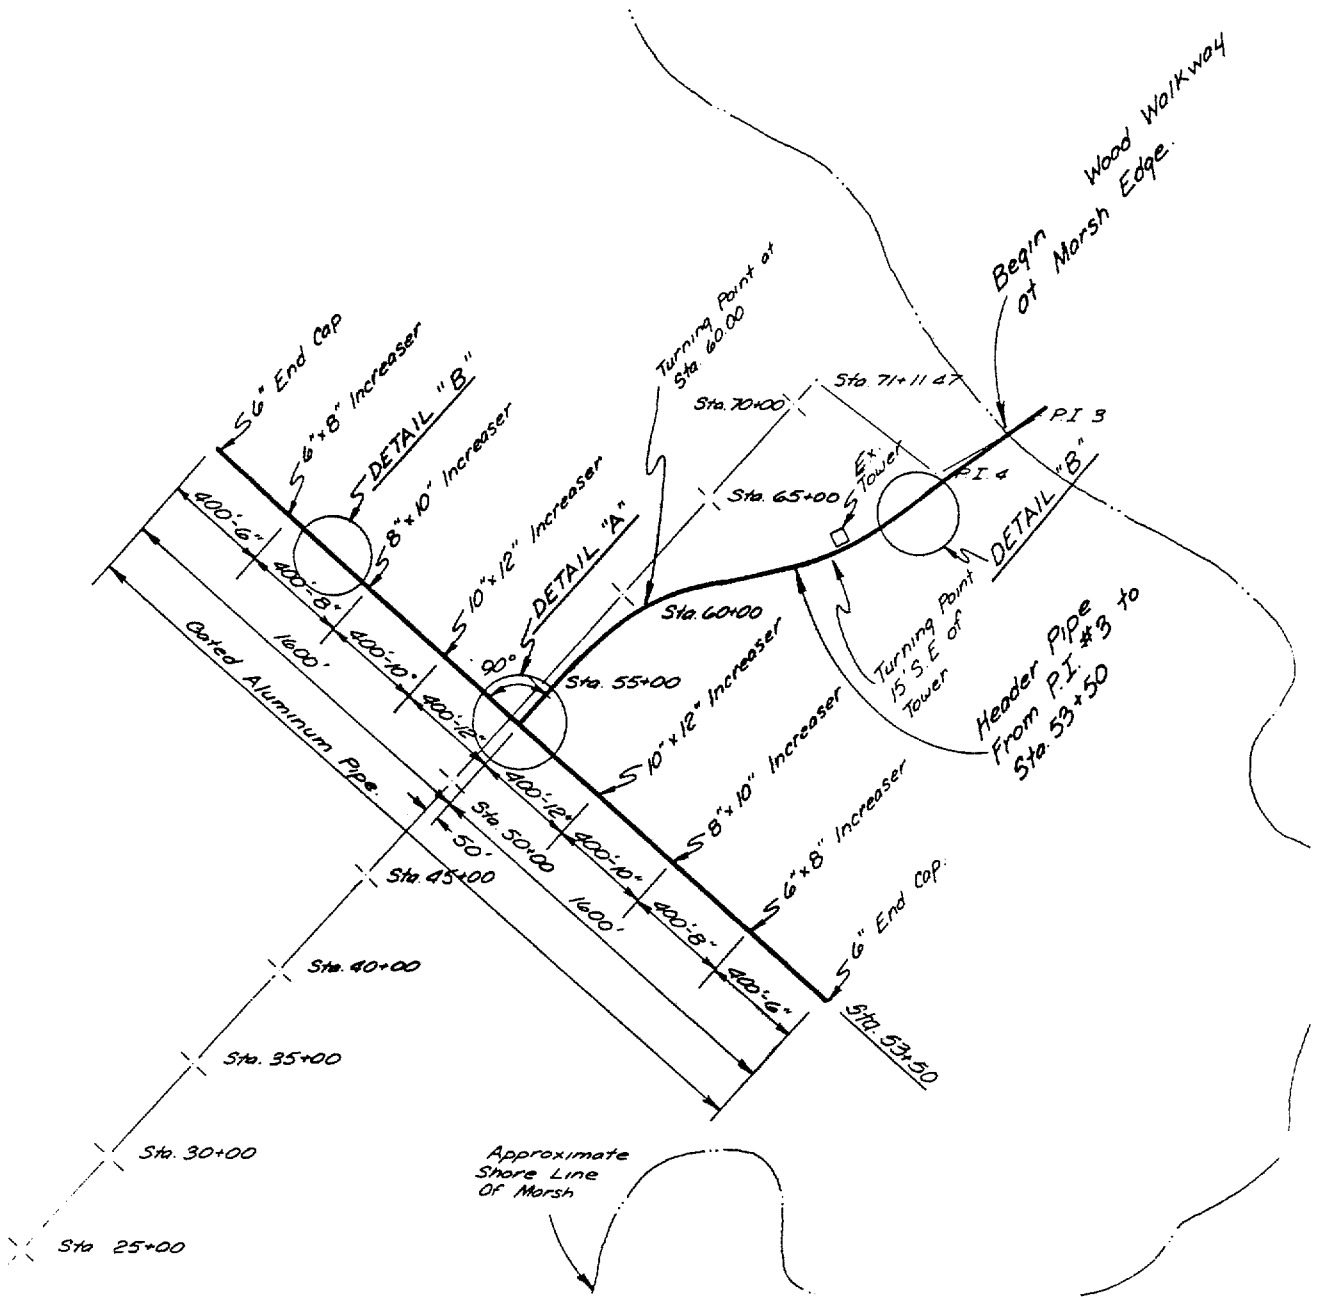 Wood Walkway
Begin
at Marsh Edge.
Turning Point at
Sta. 60.00
6" End Cap
6"x8" Increaser
DETAIL "B"
8"x10" Increaser
10"x12" Increaser
DETAIL "A"
90°
Sta. 71+11.47
Sta. 70+00
P.I. 3
P.I. 4
Ex.
Tower
Sta. 65+00
DETAIL "B"
Turning Point
15' S.E. of
Tower
Sta. 60+00
Sta. 55+00
Header Pipe
From P.I. #3 to
Sta. 53+50
10"x12" Increaser
8"x10" Increaser
6"x8" Increaser
6" End Cap.
Sta. 53+50
400'-6"
400'-8"
400'-10"
400'-12"
400'-12"
400'-10"
400'-8"
400'-6"
1600'
1600'
Gated Aluminum Pipe.
50'
Sta. 50+00
Sta. 45+00
Sta. 40+00
Sta. 35+00
Sta. 30+00
Sta 25+00
Approximate
Shore Line
Of Marsh